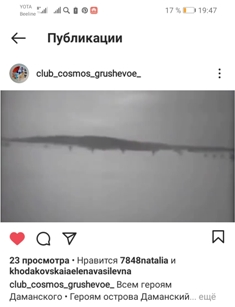 YOTA
Beeline
17 % 19:47
Публикации
club_cosmos_grushevoe_
23 просмотра • Нравится 7848natalia и
khodakovskaiaelenavasilevna
club_cosmos_grushevoe_ Всем героям
Даманского • Героям острова Даманский... ещё